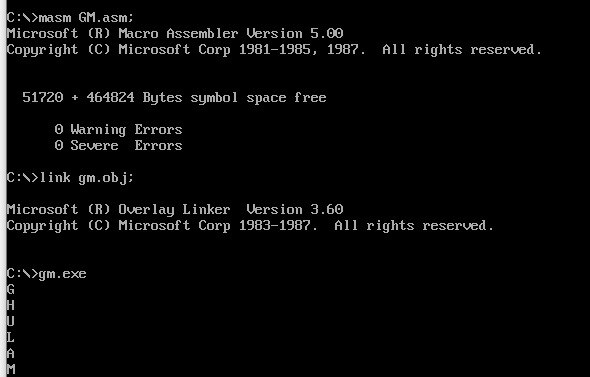 C:\>masm GM.asm;
Microsoft (R) Macro Assembler Version 5.00
Copyright (C) Microsoft Corp 1981-1985, 1987.  All rights reserved.
51720 + 464824 Bytes symbol space free
0 Warning Errors
0 Severe  Errors
C:\>link gm.obj;
Microsoft (R) Overlay Linker  Version 3.60
Copyright (C) Microsoft Corp 1983-1987.  All rights reserved.
C:\>gm.exe
G
H
U
L
A
M